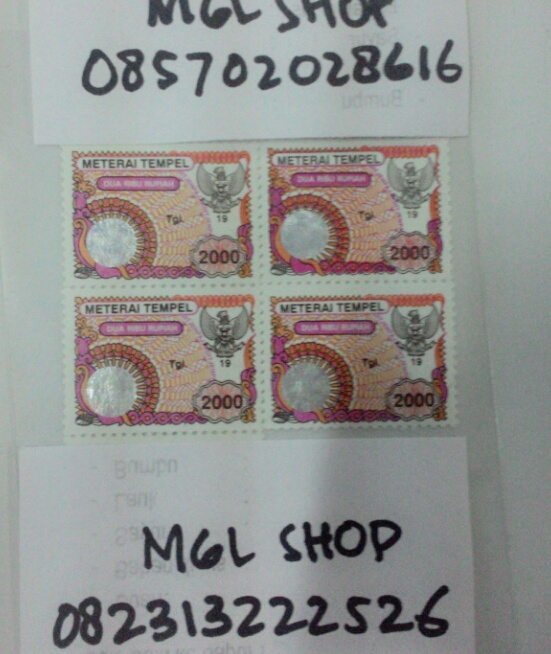 MGL SHOP
085702028616
Bumbu
METERAI TEMPEL
DUA RIBU RUPIAH
Tgl.
19
2000
METERAI TEMPEL
DUA RIBU RUPIAH
Tgl.
19
2000
METERAI TEMPEL
DUA RIBU RUPIAH
Tgl.
19
2000
METERAI TEMPEL
DUA RIBU RUPIAH
Tgl.
19
2000
MGL SHOP
082313222526